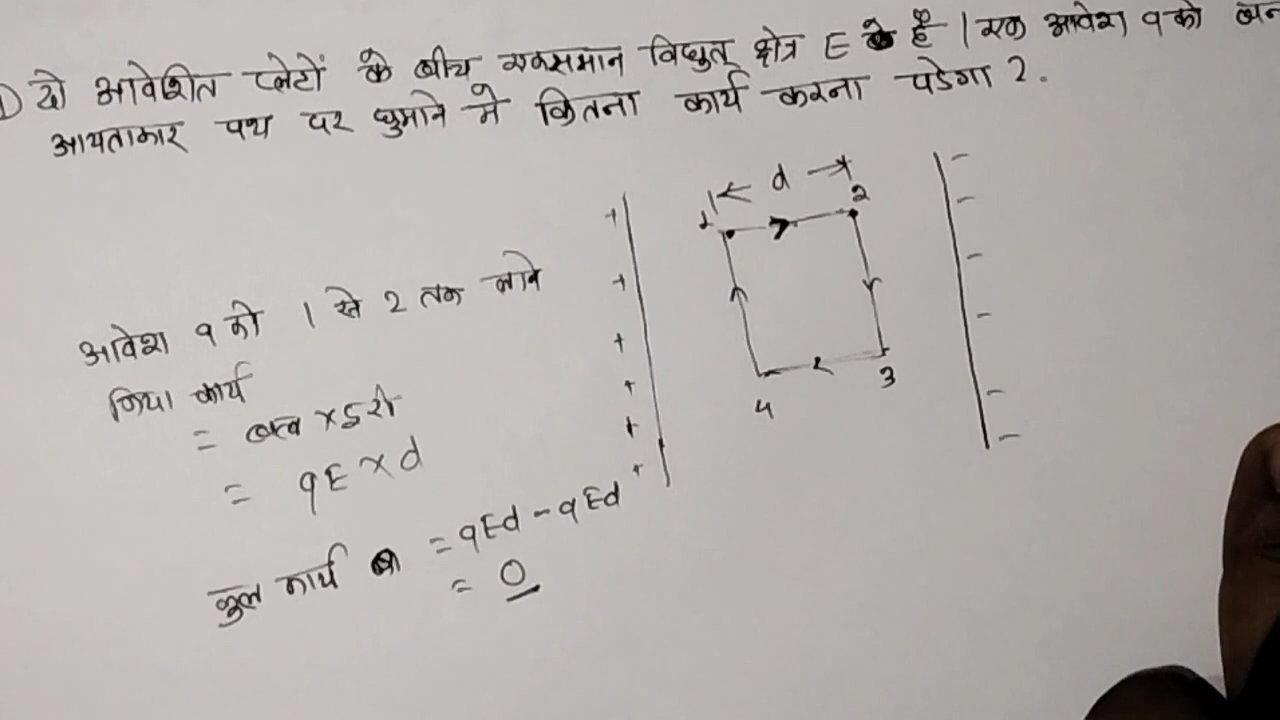 1) दो आवेशित प्लेटों के बीच एकसमान विद्युत् क्षेत्र E है । एक आवेश q को
आयताकार पथ पर घुमाने मे कितना कार्य करना पडेगा ?.
← d →
1 2
3
4
+ + + + + +
- - - - - -
आवेश q को 1 से 2 तक लाने
किया कार्य
= बल × दूरी
= qE × d
कुल कार्य = qEd - qEd
= 0